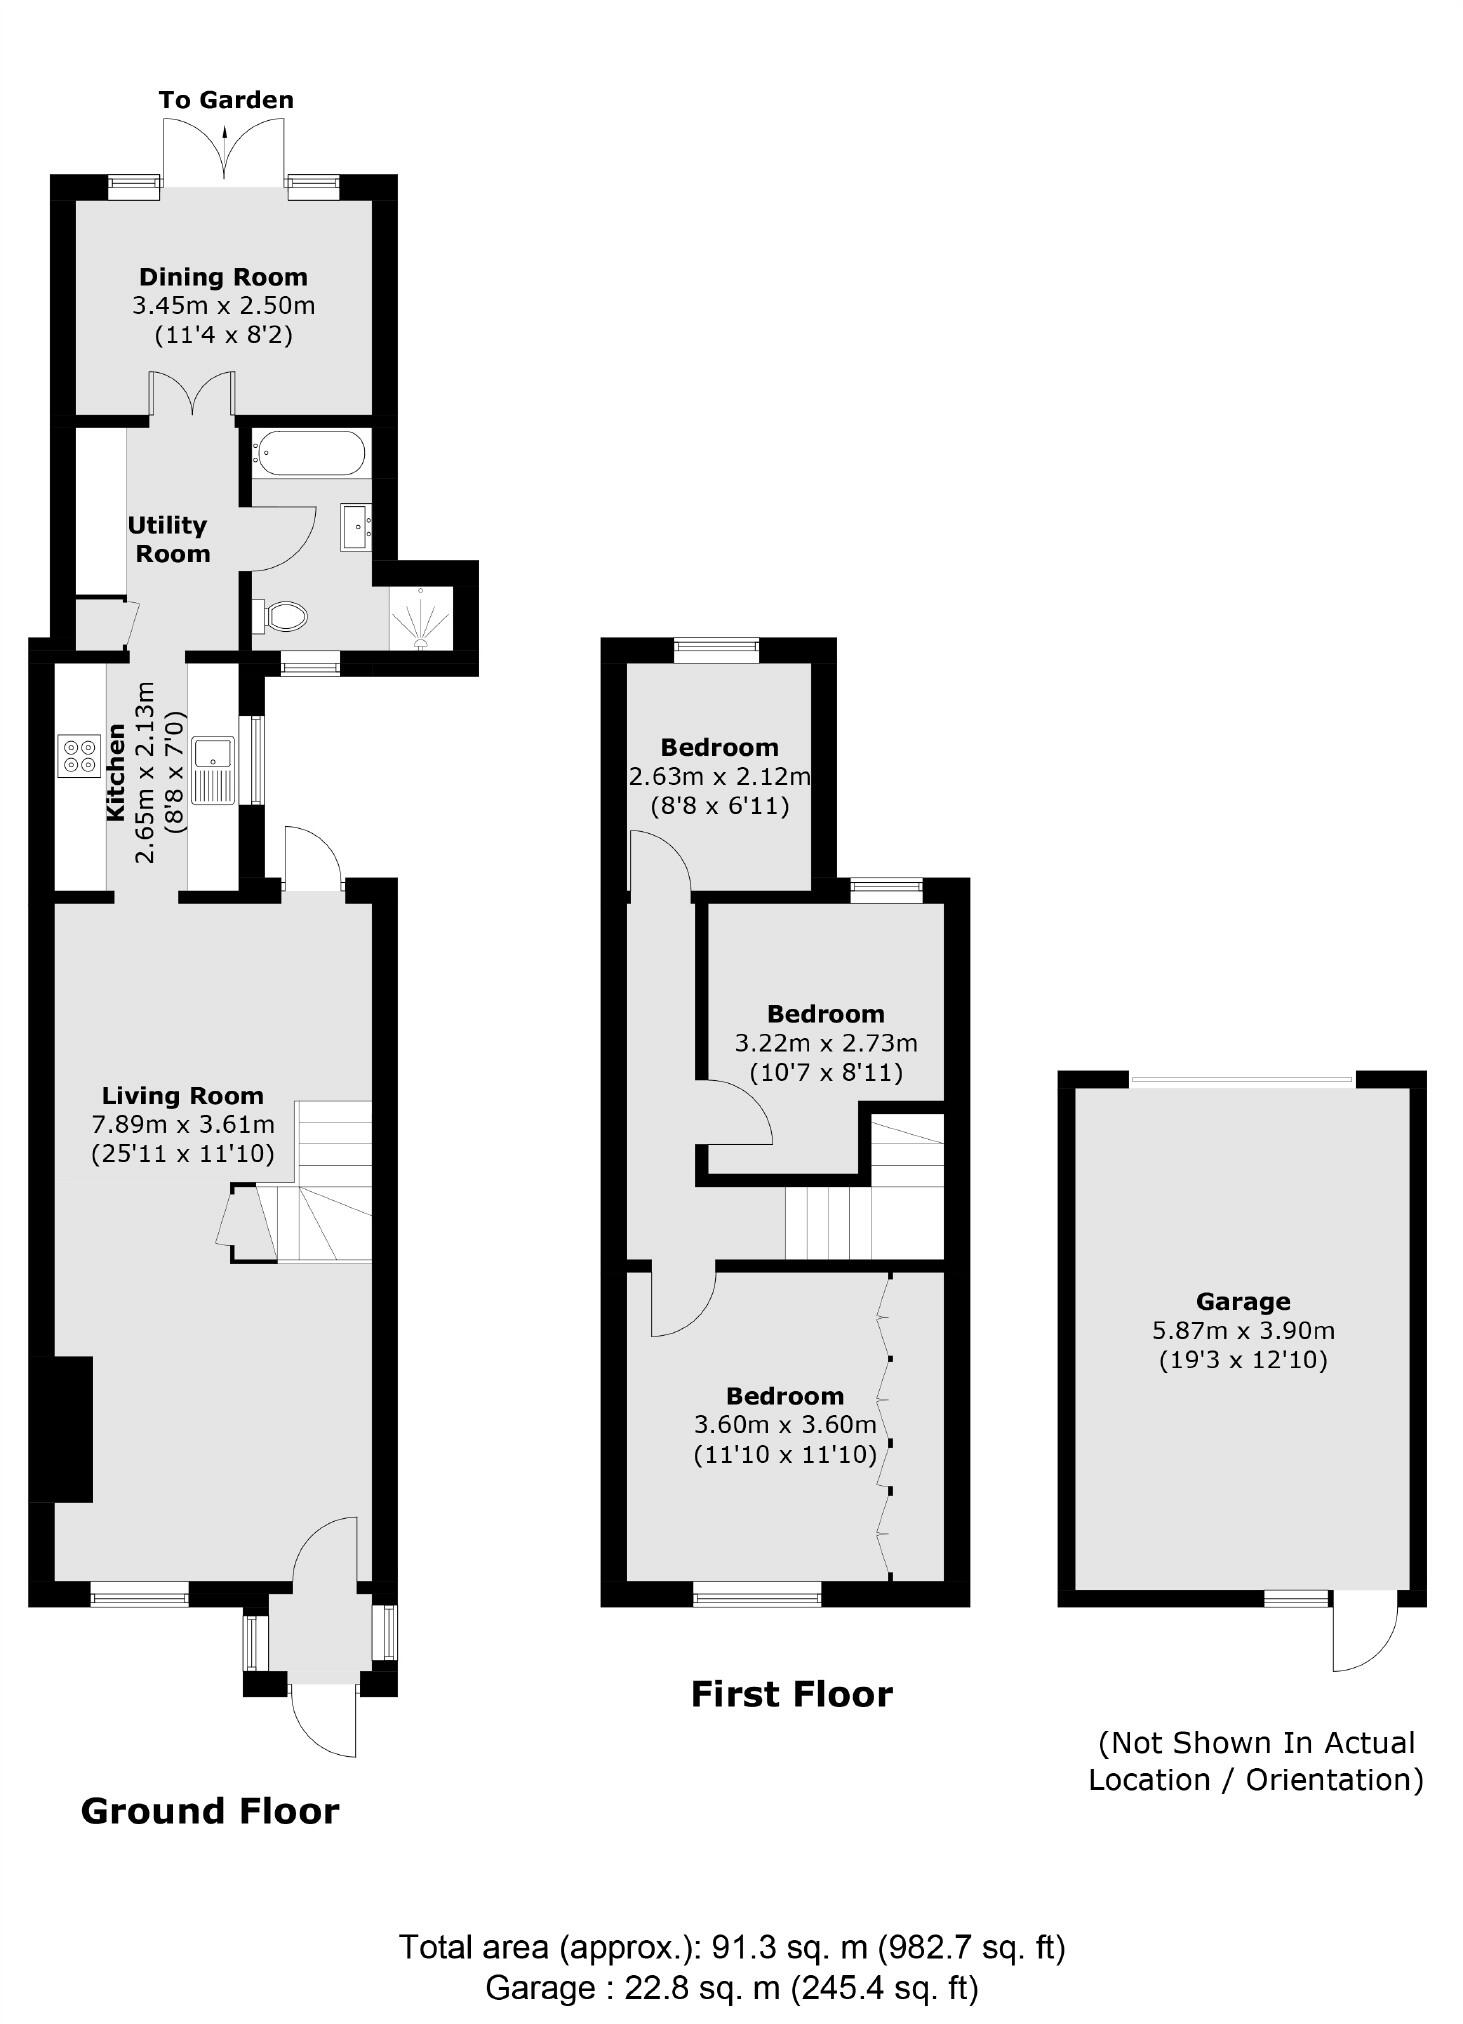 To Garden
Dining Room
3.45m x 2.50m
(11'4 x 8'2)
Utility
Room
Kitchen
2.65m x 2.13m
(8'8 x 7'0)
Living Room
7.89m x 3.61m
(25'11 x 11'10)
Ground Floor
Bedroom
2.63m x 2.12m
(8'8 x 6'11)
Bedroom
3.22m x 2.73m
(10'7 x 8'11)
Bedroom
3.60m x 3.60m
(11'10 x 11'10)
First Floor
Garage
5.87m x 3.90m
(19'3 x 12'10)
(Not Shown In Actual
Location / Orientation)
Total area (approx.): 91.3 sq. m (982.7 sq. ft)
Garage : 22.8 sq. m (245.4 sq. ft)